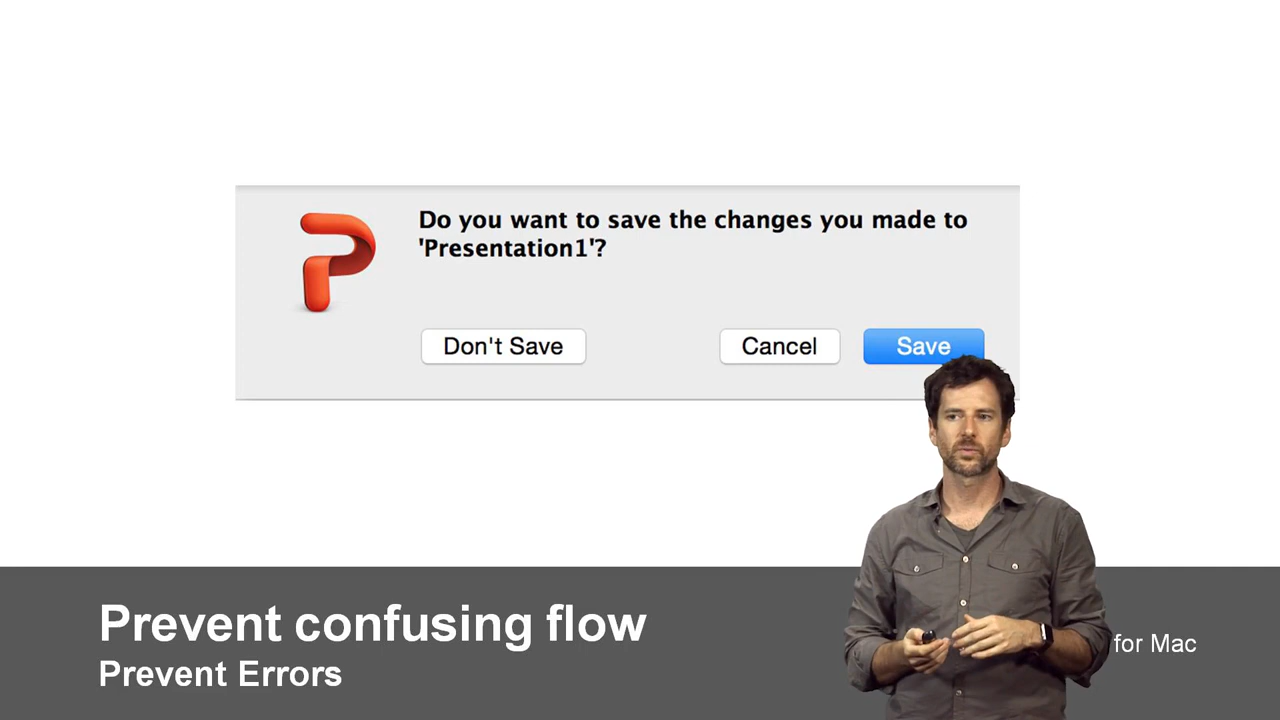 Do you want to save the changes you made to
'Presentation1'?
Don't Save
Cancel
Save
Prevent confusing flow
Prevent Errors
for Mac